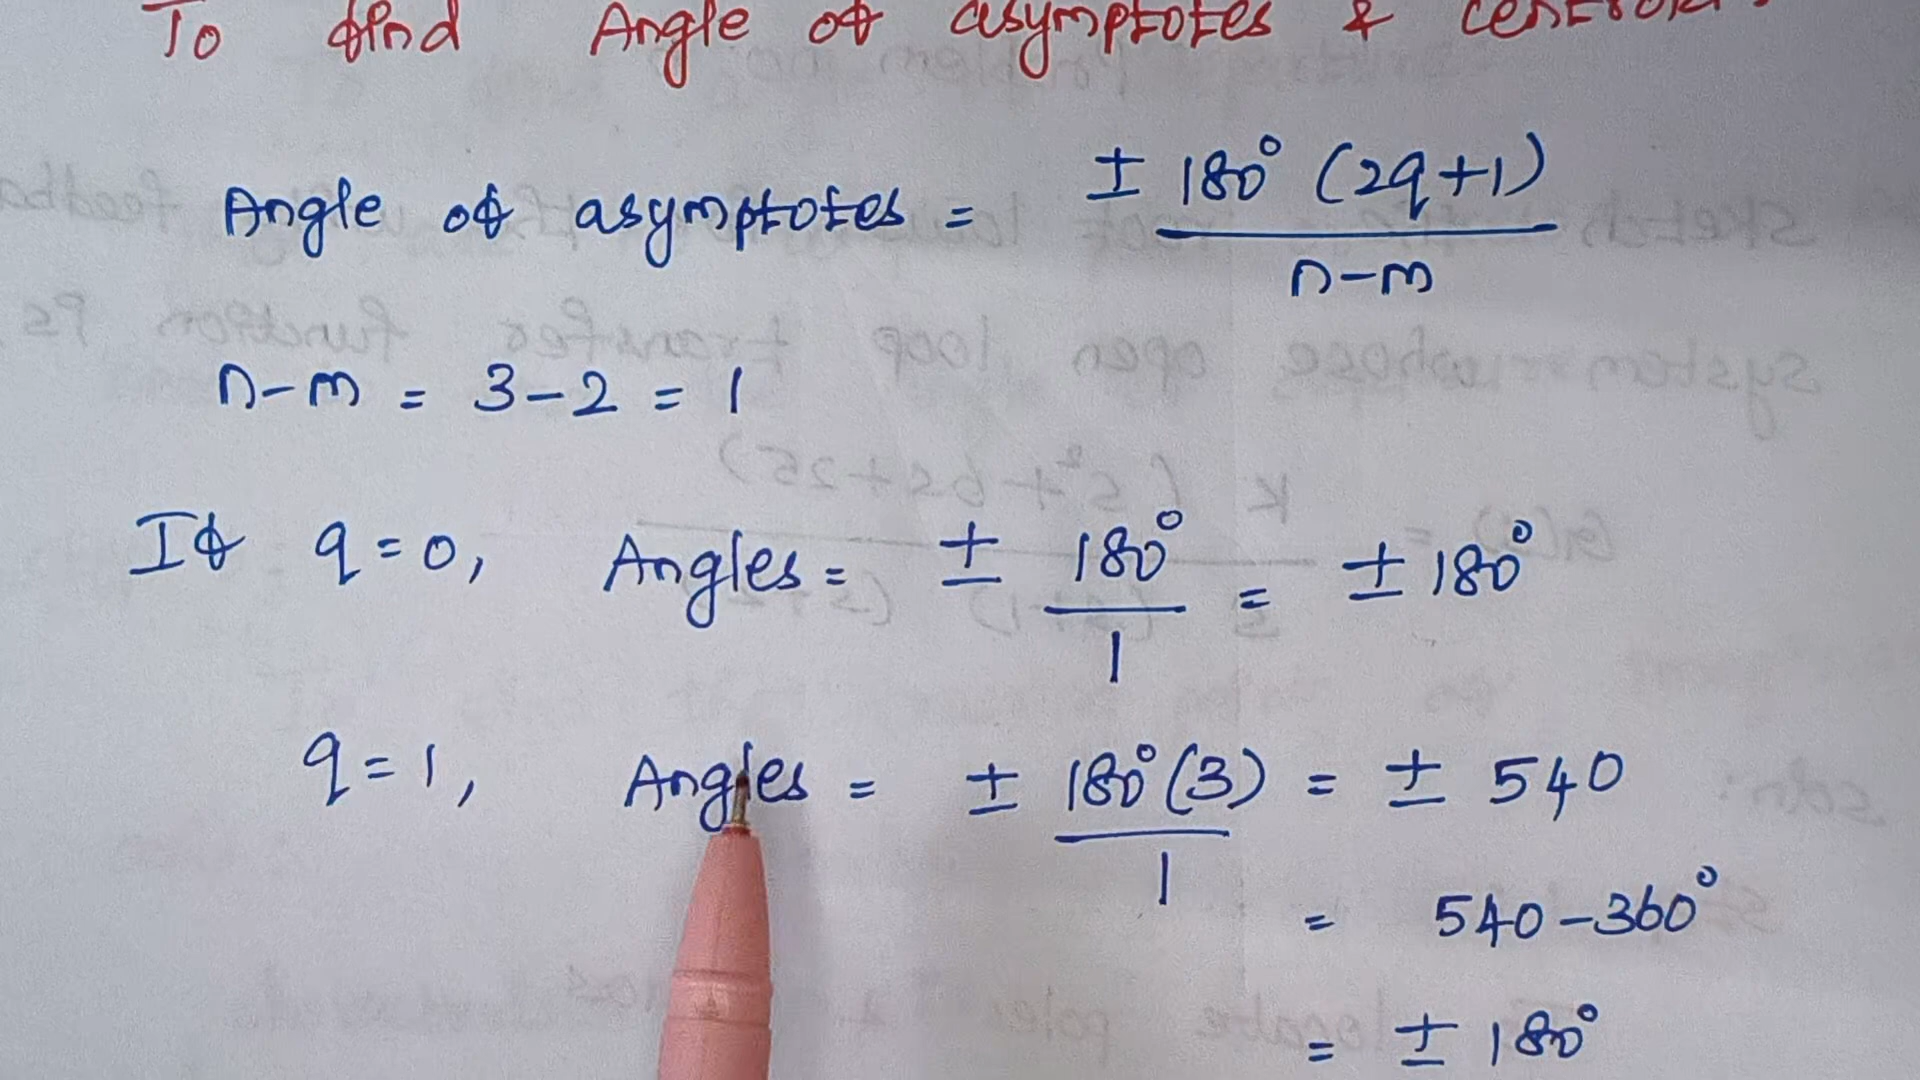 To find Angle of asymptotes &
Angle of asymptotes = ± 180° (2q+1) / n-m
n-m = 3-2 = 1
If q=0, Angles = ± 180° / 1 = ± 180°
q=1, Angles = ± 180°(3) / 1 = ± 540
= 540-360°
= ± 180°